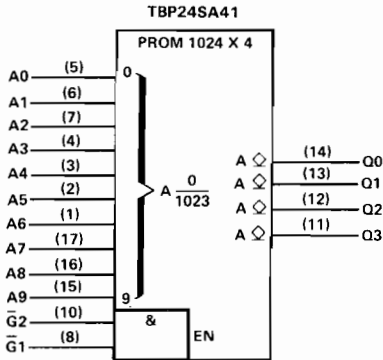 TBP24SA41
PROM 1024 X 4
A0 (5) 0
A1 (6)
A2 (7)
A3 (4)
A4 (3)
A5 (2)
A6 (1)
A7 (17)
A8 (16)
A9 (15) 9
A 0/1023
A (14) Q0
A (13) Q1
A (12) Q2
A (11) Q3
G̅2 (10) &
G̅1 (8) EN